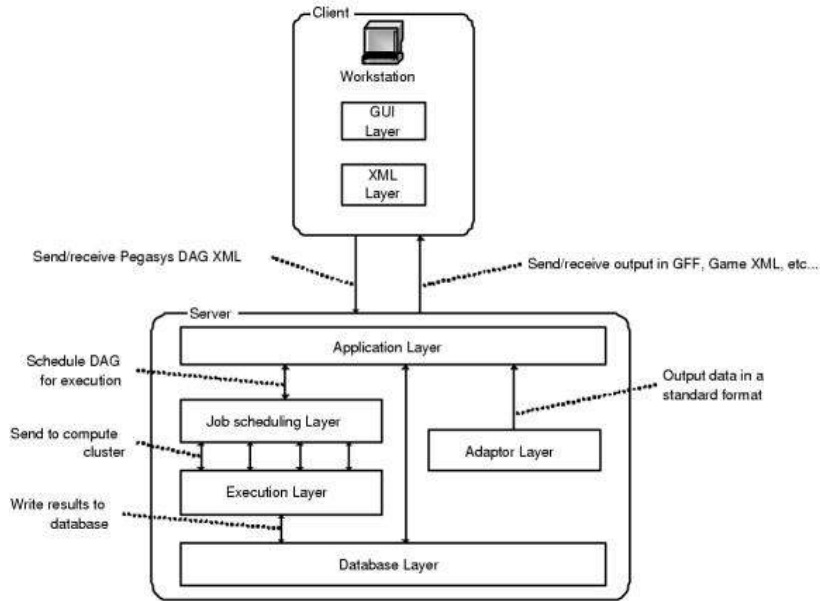 Client
Workstation
GUI
Layer
XML
Layer
Send/receive Pegasys DAG XML
Send/receive output in GFF, Game XML, etc...
Server
Application Layer
Schedule DAG
for execution
Output data in a
standard format
Job scheduling Layer
Send to compute
cluster
Adaptor Layer
Execution Layer
Write results to
database
Database Layer